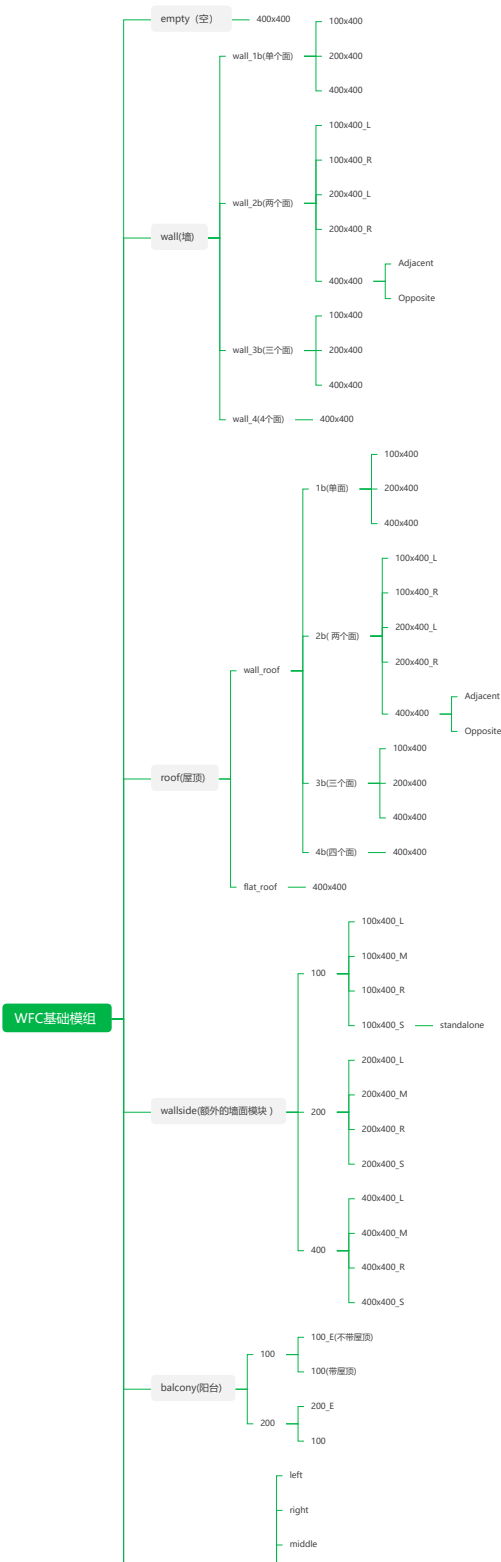 empty（空）
400x400
wall(墙)
wall_1b(单个面)
100x400
200x400
400x400
wall_2b(两个面)
100x400_L
100x400_R
200x400_L
200x400_R
400x400
Adjacent
Opposite
wall_3b(三个面)
100x400
200x400
400x400
wall_4(4个面)
400x400
roof(屋顶)
wall_roof
1b(单面)
100x400
200x400
400x400
2b( 两个面)
100x400_L
100x400_R
200x400_L
200x400_R
400x400
Adjacent
Opposite
3b(三个面)
100x400
200x400
400x400
4b(四个面)
400x400
flat_roof
400x400
WFC基础模组
wallside(额外的墙面模块 )
100
100x400_L
100x400_M
100x400_R
100x400_S
standalone
200
200x400_L
200x400_M
200x400_R
200x400_S
400
400x400_L
400x400_M
400x400_R
400x400_S
balcony(阳台)
100
100_E(不带屋顶)
100(带屋顶)
200
200_E
100
left
right
middle